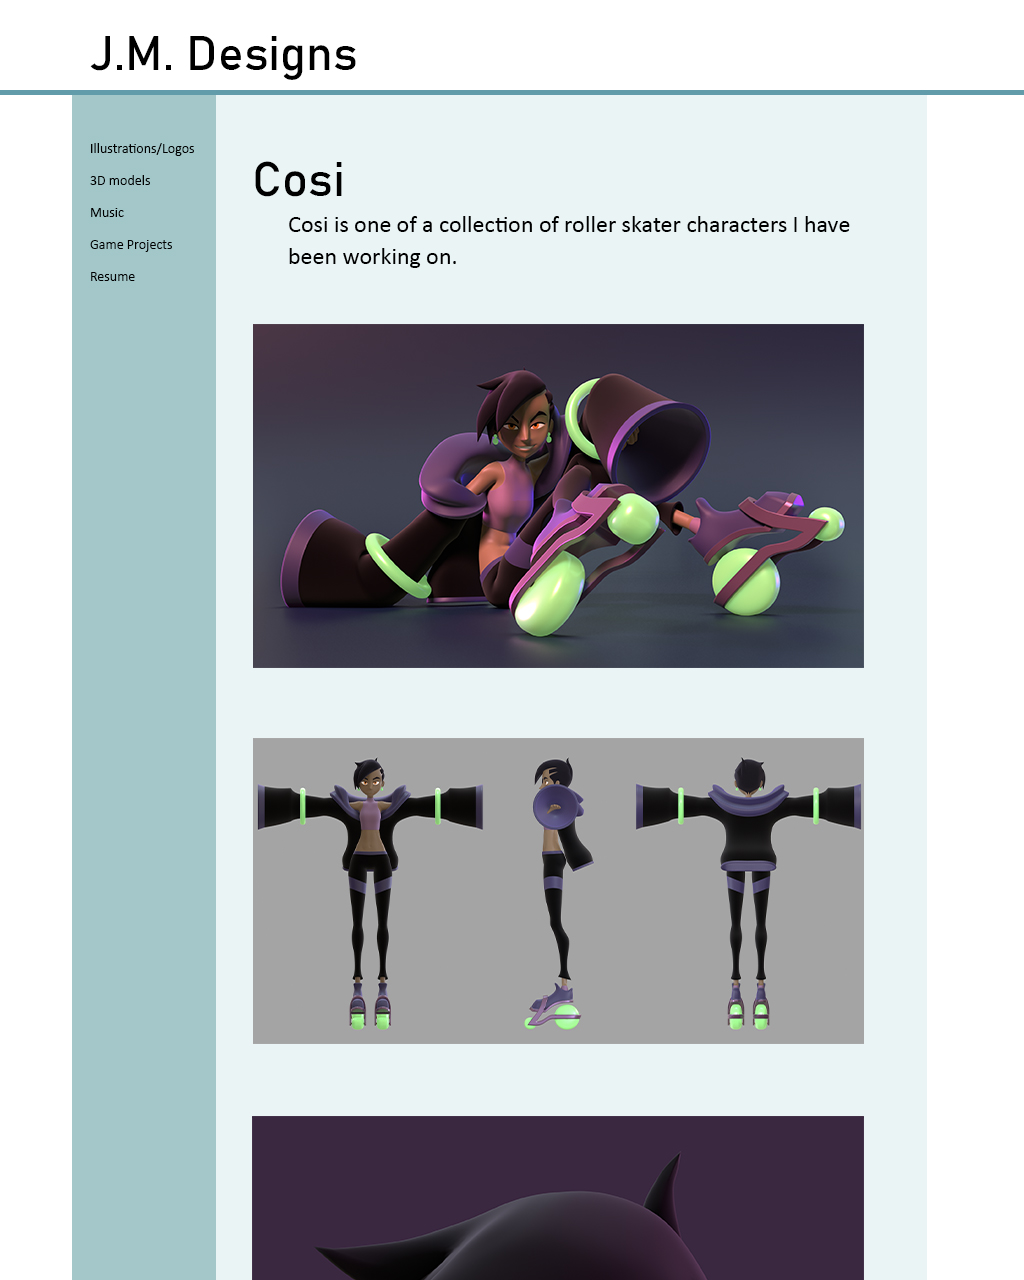 J.M. Designs
Illustrations/Logos
3D models
Music
Game Projects
Resume
Cosi
Cosi is one of a collection of roller skater characters I have
been working on.